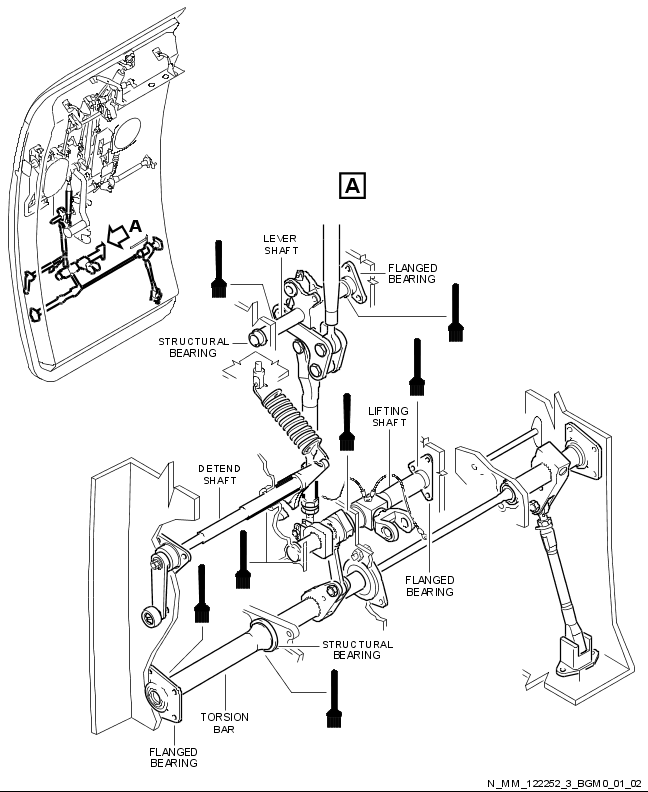 A
A
LEVER
SHAFT
FLANGED
BEARING
STRUCTURAL
BEARING
LIFTING
SHAFT
DETEND
SHAFT
FLANGED
BEARING
STRUCTURAL
BEARING
TORSION
BAR
FLANGED
BEARING
N_MM_122252_3_BGM0_01_02